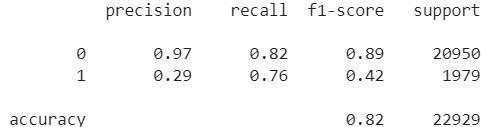 precision recall f1-score support
0 0.97 0.82 0.89 20950
1 0.29 0.76 0.42 1979
accuracy 0.82 22929